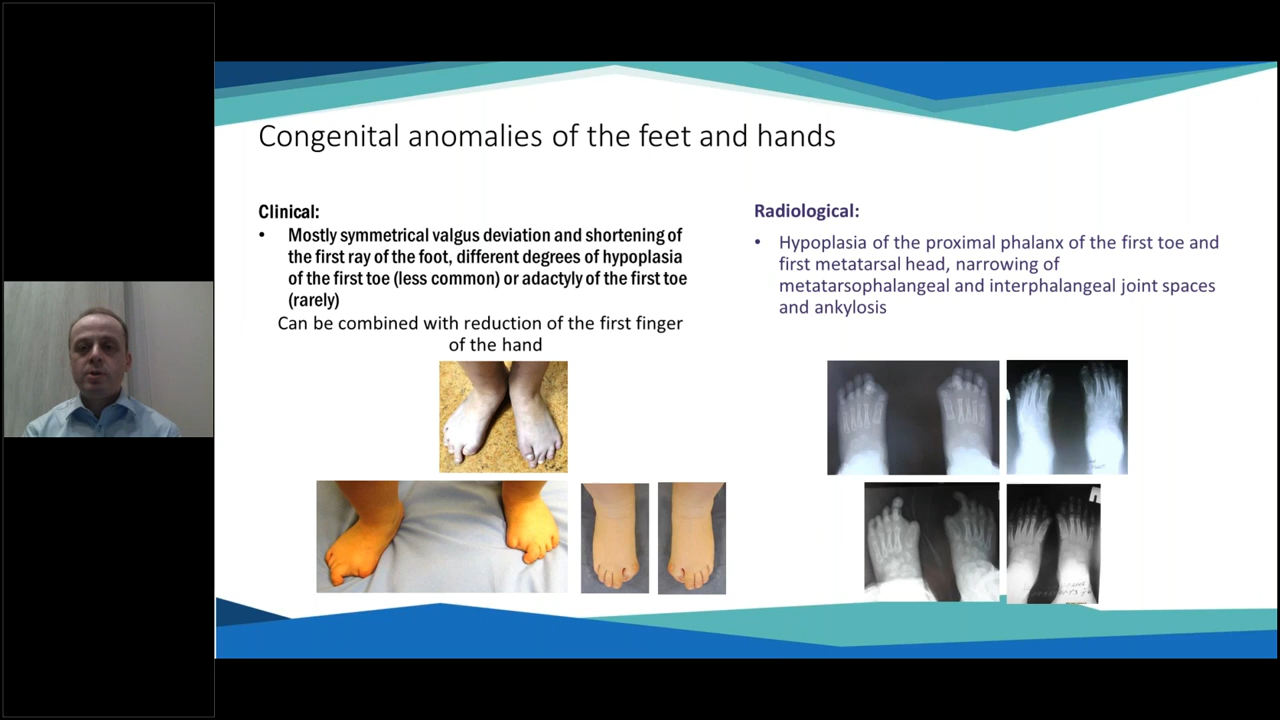 Congenital anomalies of the feet and hands
Clinical:
• Mostly symmetrical valgus deviation and shortening of
the first ray of the foot, different degrees of hypoplasia
of the first toe (less common) or adactyly of the first toe
(rarely)
Can be combined with reduction of the first finger
of the hand
Radiological:
• Hypoplasia of the proximal phalanx of the first toe and
first metatarsal head, narrowing of
metatarsophalangeal and interphalangeal joint spaces
and ankylosis